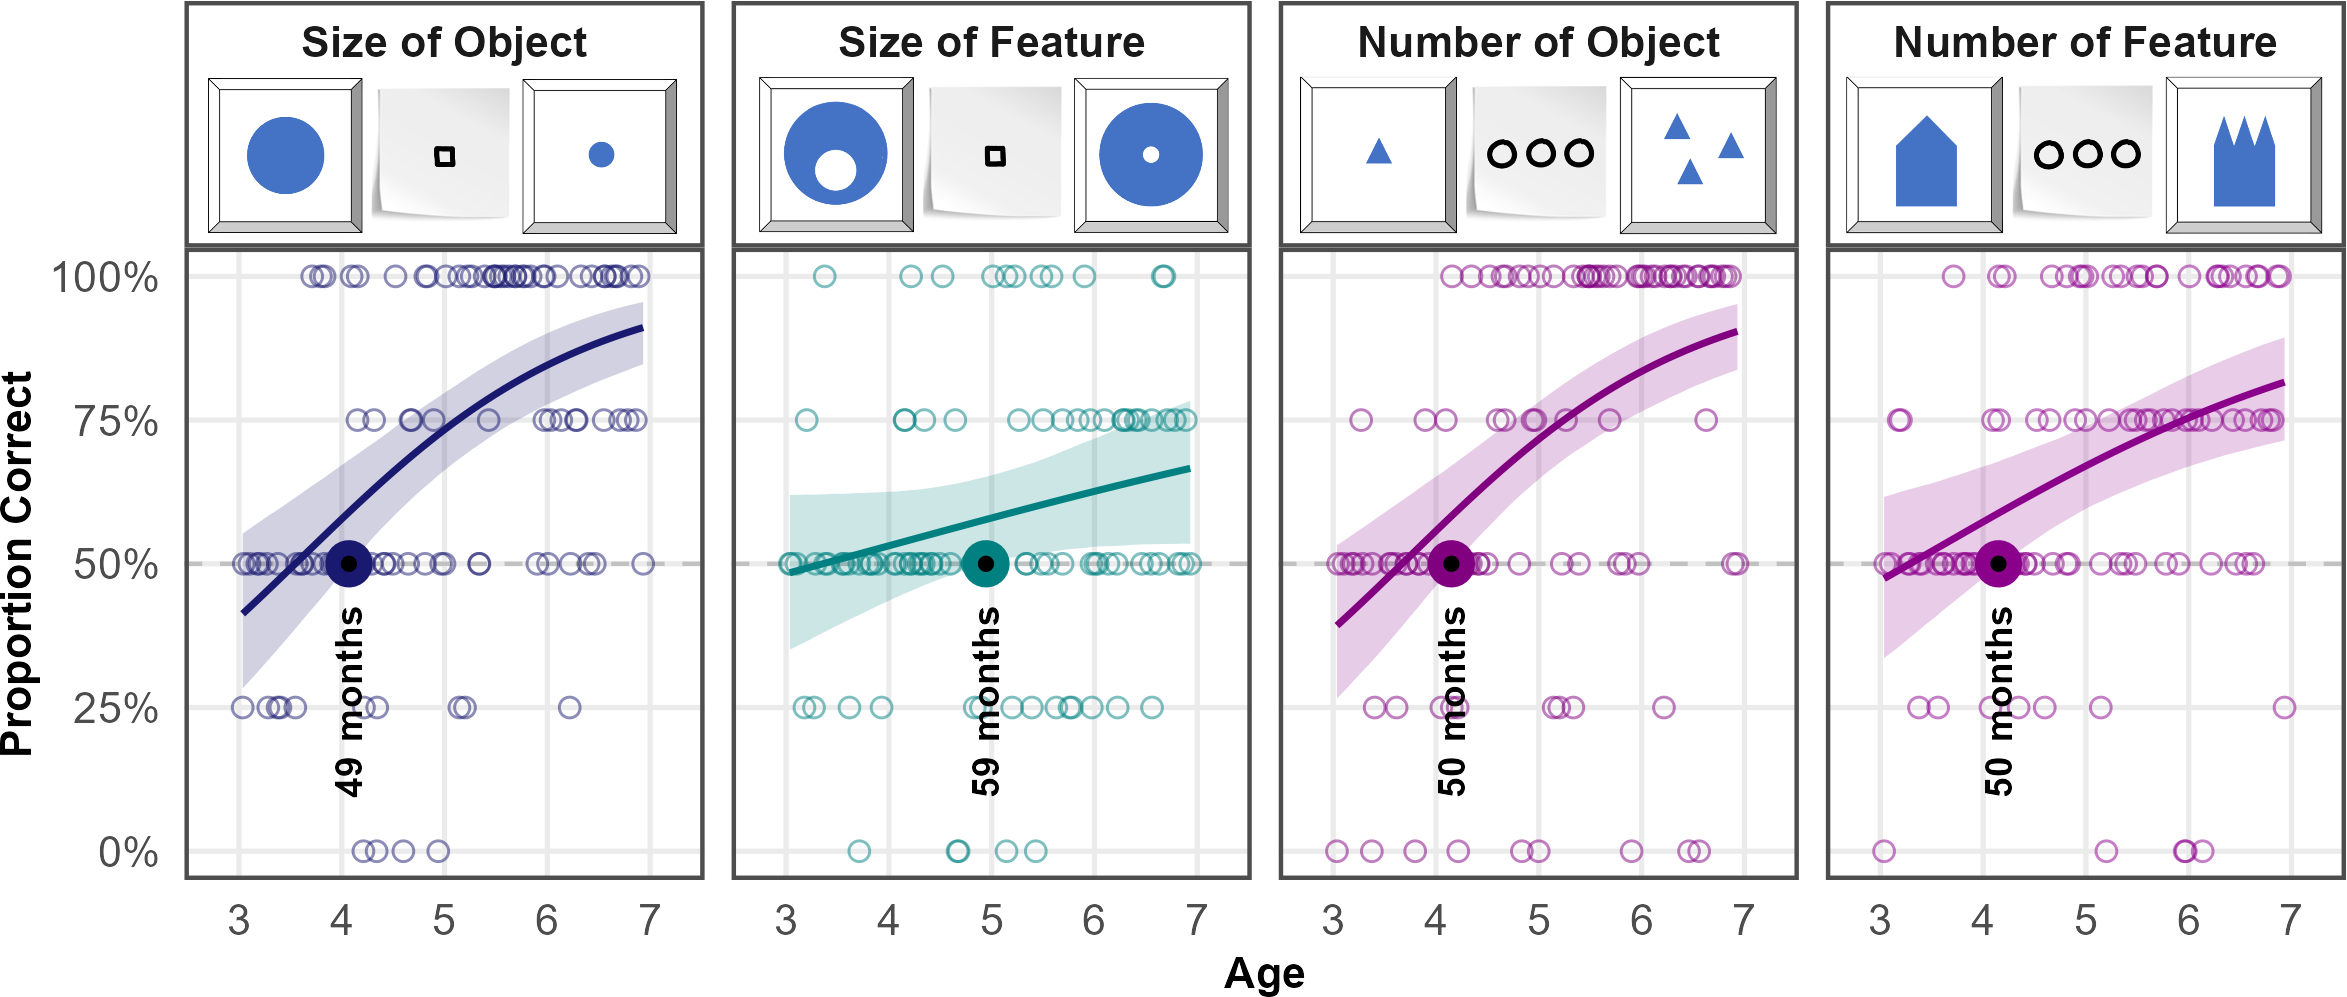 Size of Object
Size of Feature
Number of Object
Number of Feature
Proportion Correct
100%
75%
50%
25%
0%
49 months
59 months
50 months
50 months
3 4 5 6 7
3 4 5 6 7
3 4 5 6 7
3 4 5 6 7
Age